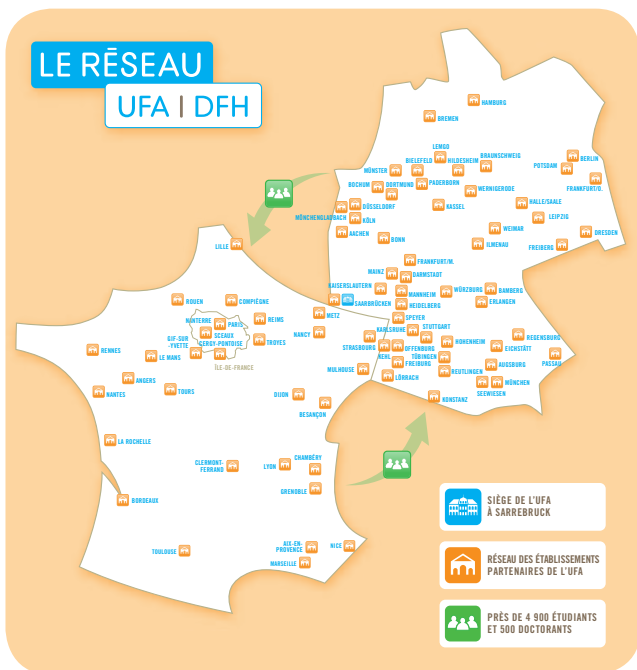 LE RĒSEAU
UFA | DFH
HAMBURG
BREMEN
LEMGO
BIELEFELD
HILDESHEIM
BRAUNSCHWEIG
MÜNSTER
BERLIN
POTSDAM
FRANKFURT/O.
BOCHUM
DORTMUND
PADERBORN
WERNIGERODE
DÜSSELDORF
KASSEL
HALLE/SAALE
LEIPZIG
MÖNCHENGLADBACH
KÖLN
AACHEN
BONN
WEIMAR
ILMENAU
FREIBERG
DRESDEN
FRANKFURT/M.
MAINZ
DARMSTADT
KAISERSLAUTERN
SAARBRÜCKEN
MANNHEIM
HEIDELBERG
WÜRZBURG
BAMBERG
ERLANGEN
SPEYER
KARLSRUHE
STUTTGART
STRASBOURG
KEHL
OFFENBURG
HOHENHEIM
REGENSBURG
EICHSTÄTT
PASSAU
TÜBINGEN
FREIBURG
REUTLINGEN
AUGSBURG
LÖRRACH
MÜNCHEN
SEEWIESEN
KONSTANZ
LILLE
ROUEN
COMPIÈGNE
NANTERRE
PARIS
SCEAUX
CERGY-PONTOISE
GIF-SUR
-YVETTE
ÎLE-DE-FRANCE
REIMS
TROYES
METZ
NANCY
MULHOUSE
RENNES
LE MANS
ANGERS
NANTES
TOURS
DIJON
BESANÇON
LA ROCHELLE
CLERMONT-
FERRAND
LYON
CHAMBÉRY
GRENOBLE
BORDEAUX
TOULOUSE
AIX-EN-
PROVENCE
NICE
MARSEILLE
SIÈGE DE L'UFA
À SARREBRUCK
RÉSEAU DES ÉTABLISSEMENTS
PARTENAIRES DE L'UFA
PRÈS DE 4 900 ÉTUDIANTS
ET 500 DOCTORANTS